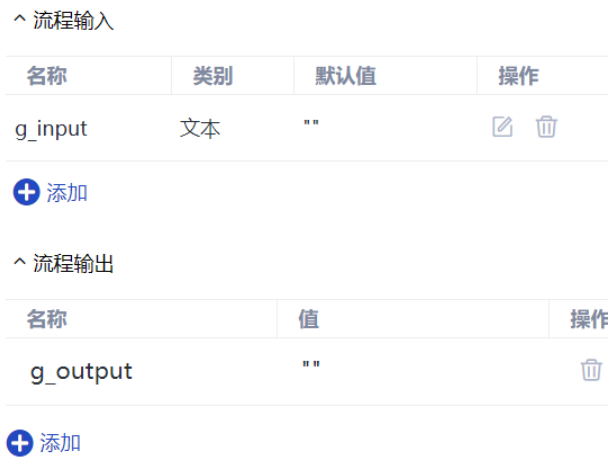 流程输入
名称 类别 默认值 操作
g_input 文本 ""
添加
流程输出
名称 值 操作
g_output ""
添加